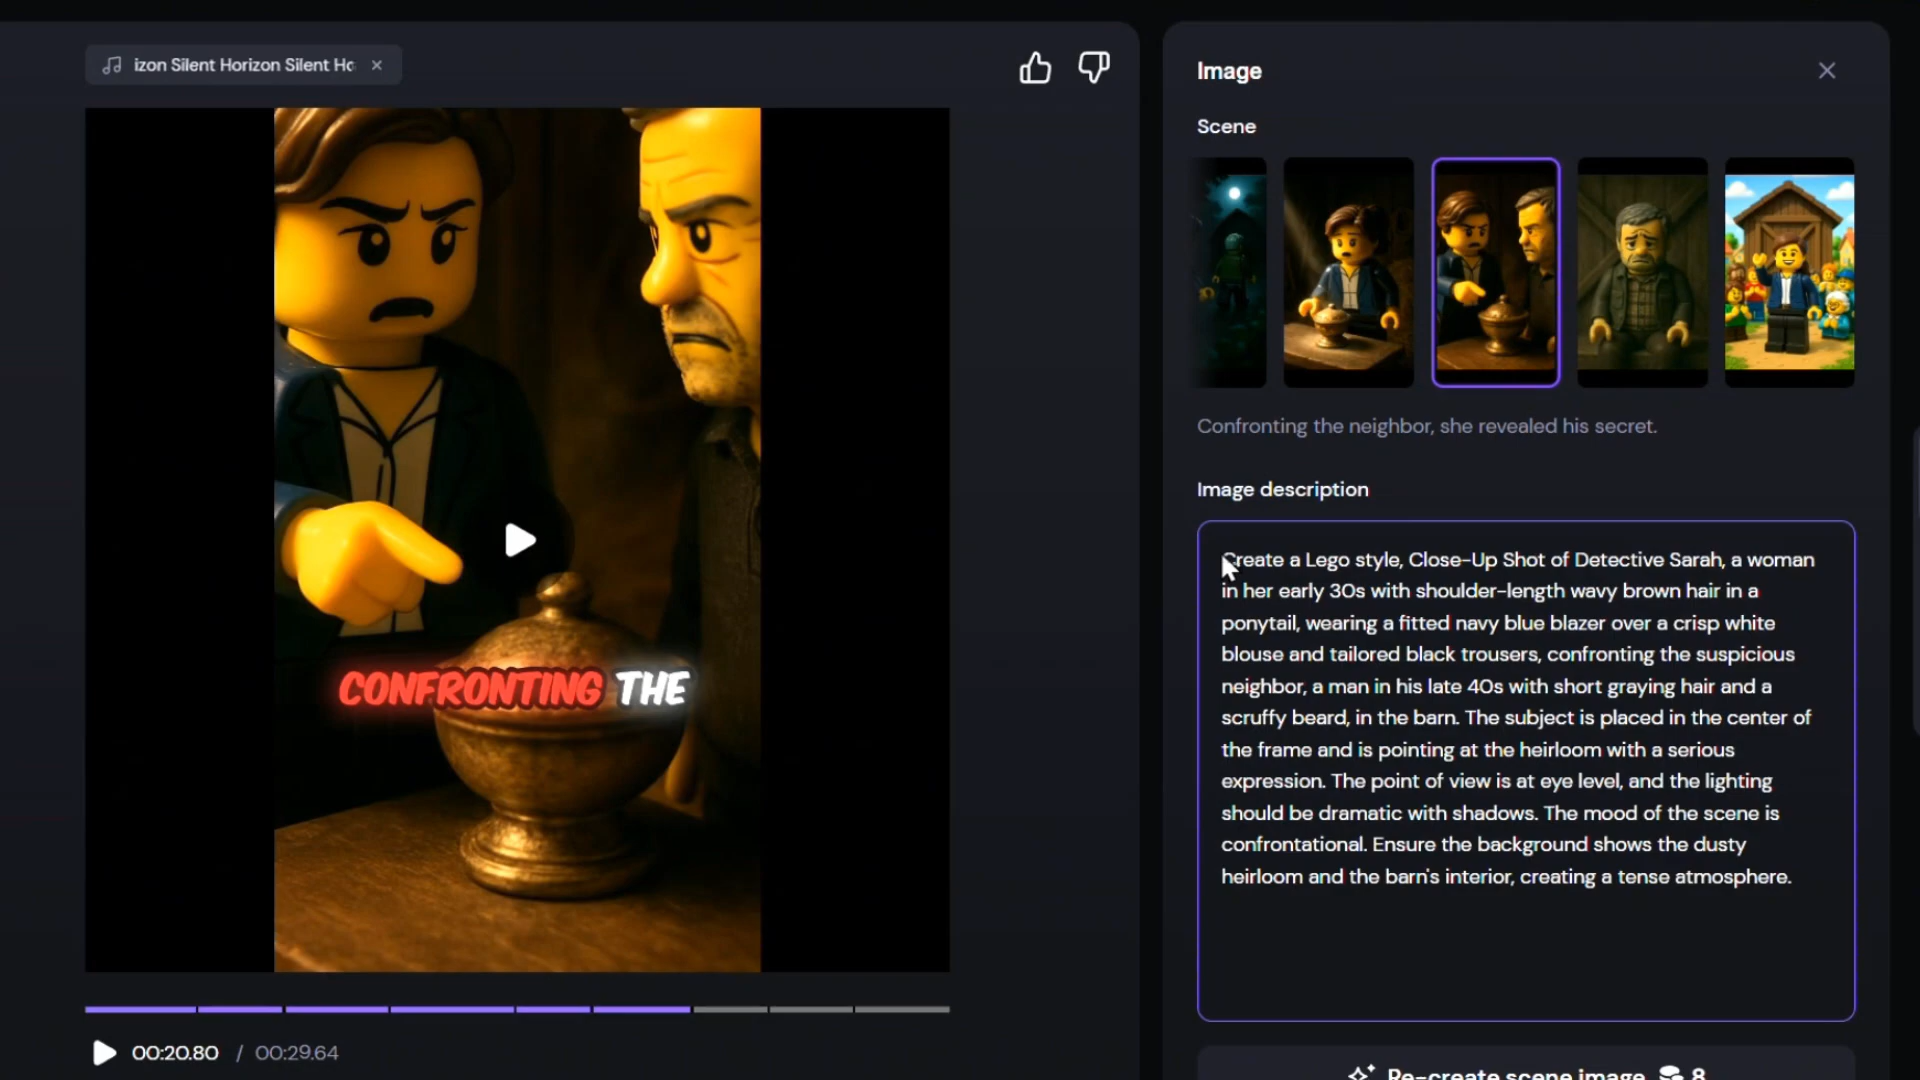 izon Silent Horizon Silent Ho
Image
Scene
Confronting the neighbor, she revealed his secret.
Image description
Create a Lego style, Close-Up Shot of Detective Sarah, a woman
in her early 30s with shoulder-length wavy brown hair in a
ponytail, wearing a fitted navy blue blazer over a crisp white
blouse and tailored black trousers, confronting the suspicious
neighbor, a man in his late 40s with short graying hair and a
scruffy beard, in the barn. The subject is placed in the center of
the frame and is pointing at the heirloom with a serious
expression. The point of view is at eye level, and the lighting
should be dramatic with shadows. The mood of the scene is
confrontational. Ensure the background shows the dusty
heirloom and the barn's interior, creating a tense atmosphere.
CONFRONTING THE
00:20.80 / 00:29.64
Re-create scene image 8